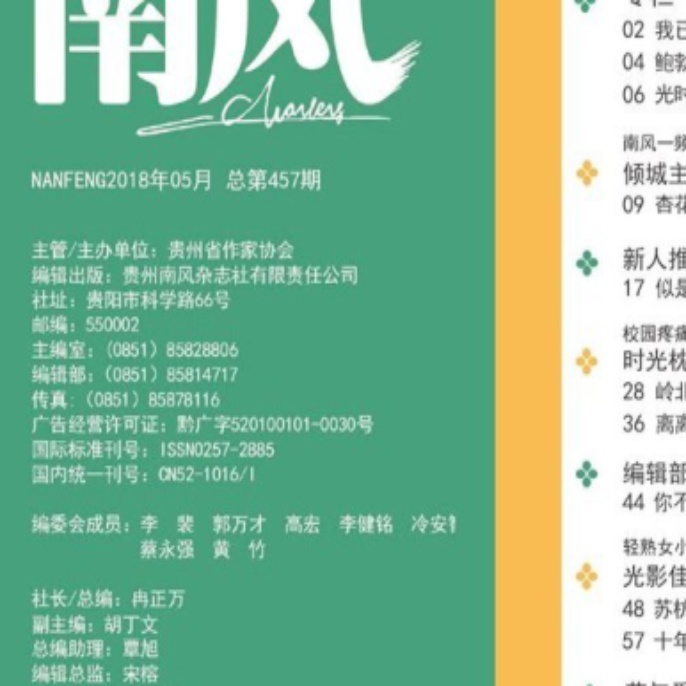 南风
Charlers
NANFENG2018年05月 总第457期
主管/主办单位：贵州省作家协会
编辑出版：贵州南风杂志社有限责任公司
社址：贵阳市科学路66号
邮编：550002
主编室：(0851) 85828806
编辑部：(0851) 85814717
传真：(0851) 85878116
广告经营许可证：黔广字520100101-0030号
国际标准刊号：ISSN0257-2885
国内统一刊号：CN52-1016/I
编委会成员：李 裴 郭万才 高宏 李健铭 冷安
蔡永强 黄 竹
社长/总编：冉正万
副主编：胡丁文
总编助理：覃旭
编辑总监：宋榕
02 我已
04 鲍勃
06 光时
南风一频
倾城主
09 杏花
新人推
17 似是
校园疼痛
时光枕
28 岭北
36 离离
编辑部
44 你不
轻熟女小
光影佳
48 苏杭
57 十年